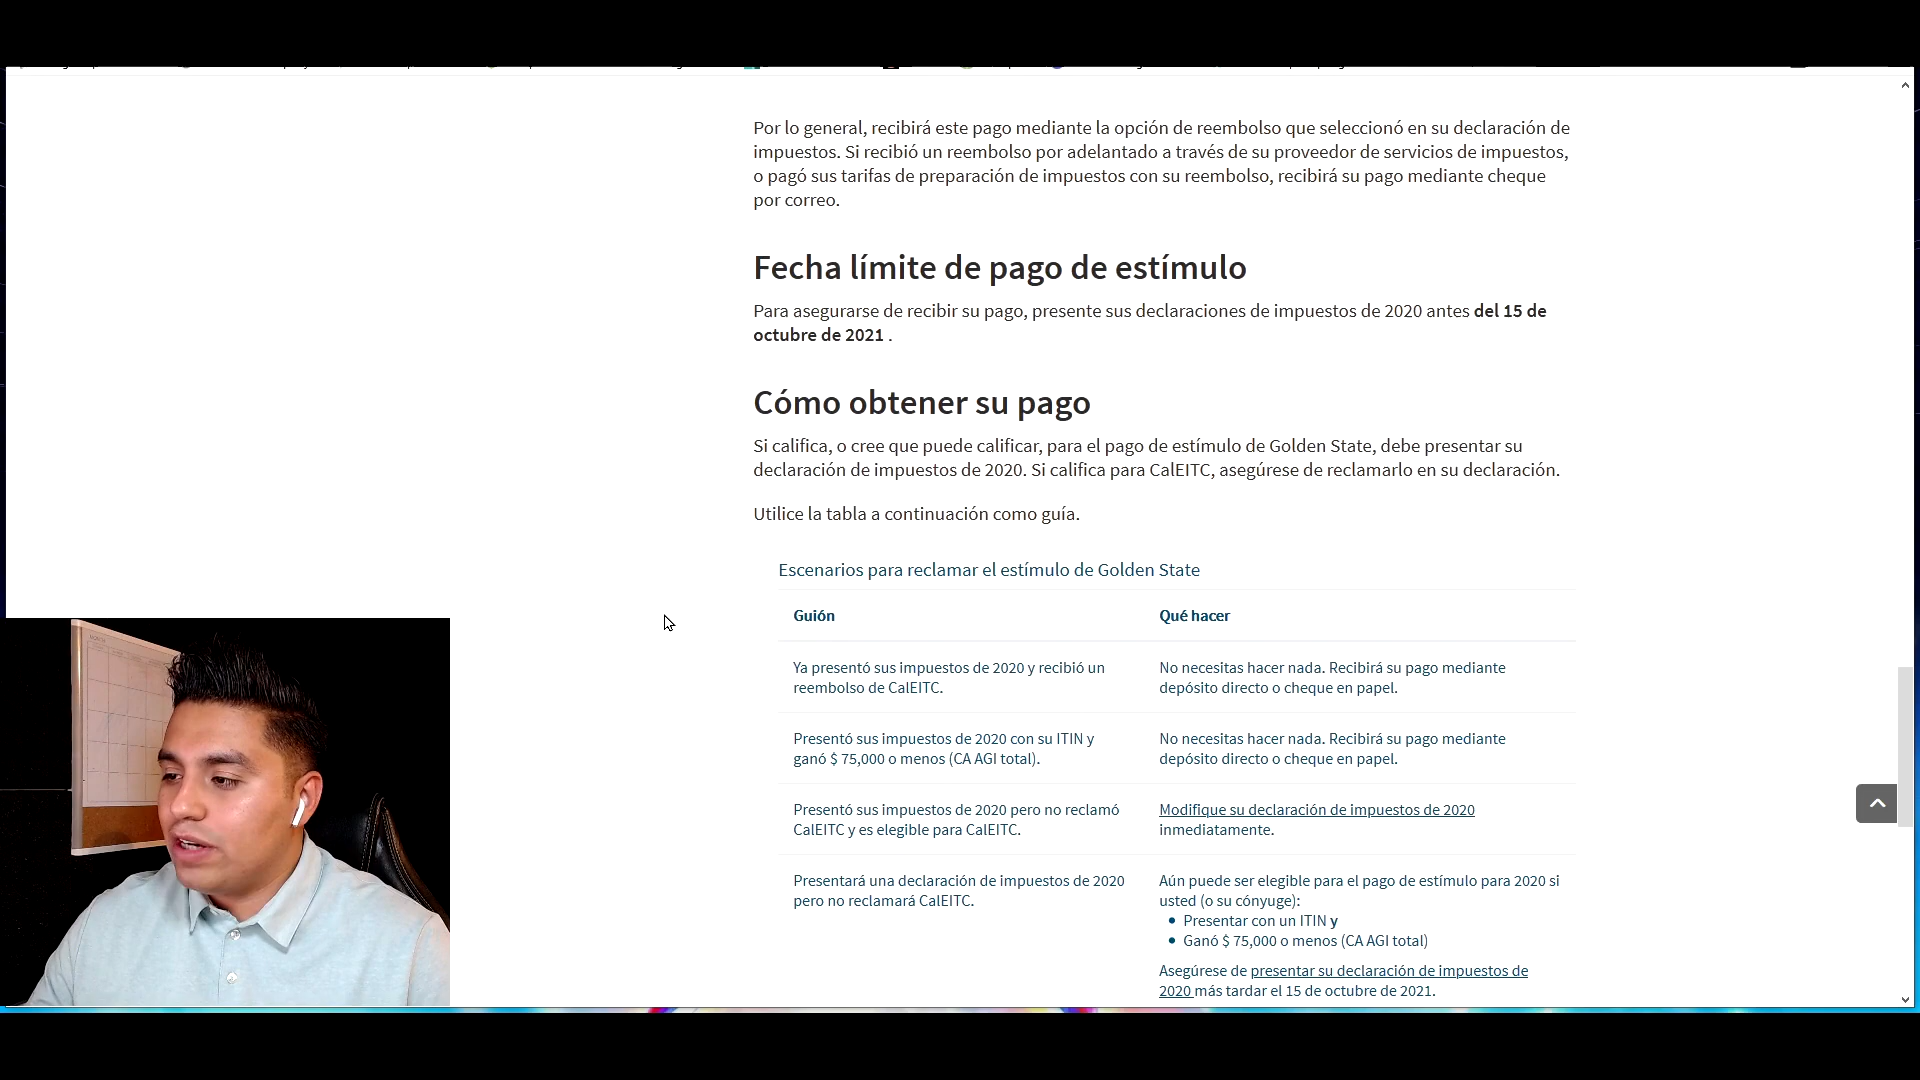 Por lo general, recibirá este pago mediante la opción de reembolso que seleccionó en su declaración de
impuestos. Si recibió un reembolso por adelantado a través de su proveedor de servicios de impuestos,
o pagó sus tarifas de preparación de impuestos con su reembolso, recibirá su pago mediante cheque
por correo.
Fecha límite de pago de estímulo
Para asegurarse de recibir su pago, presente sus declaraciones de impuestos de 2020 antes del 15 de
octubre de 2021 .
Cómo obtener su pago
Si califica, o cree que puede calificar, para el pago de estímulo de Golden State, debe presentar su
declaración de impuestos de 2020. Si califica para CalEITC, asegúrese de reclamarlo en su declaración.
Utilice la tabla a continuación como guía.
Escenarios para reclamar el estímulo de Golden State
Guión
Qué hacer
Ya presentó sus impuestos de 2020 y recibió un
reembolso de CalEITC.
No necesitas hacer nada. Recibirá su pago mediante
depósito directo o cheque en papel.
Presentó sus impuestos de 2020 con su ITIN y
ganó $ 75,000 o menos (CA AGI total).
No necesitas hacer nada. Recibirá su pago mediante
depósito directo o cheque en papel.
Presentó sus impuestos de 2020 pero no reclamó
CalEITC y es elegible para CalEITC.
Modifique su declaración de impuestos de 2020
inmediatamente.
Presentará una declaración de impuestos de 2020
pero no reclamará CalEITC.
Aún puede ser elegible para el pago de estímulo para 2020 si
usted (o su cónyuge):
• Presentar con un ITIN y
• Ganó $ 75,000 o menos (CA AGI total)
Asegúrese de presentar su declaración de impuestos de
2020 más tardar el 15 de octubre de 2021.